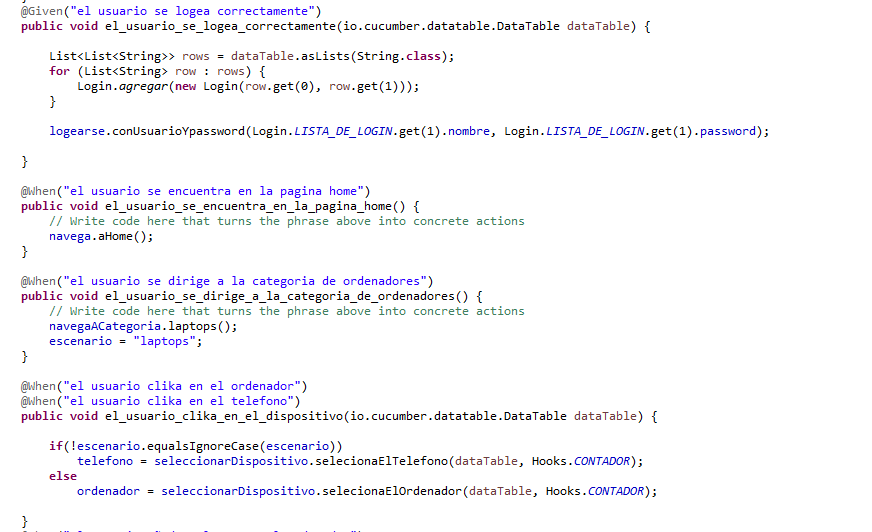 @Given("el usuario se logea correctamente")
public void el_usuario_se_logea_correctamente(io.cucumber.datatable.DataTable dataTable) {
List<List<String>> rows = dataTable.asLists(String.class);
for (List<String> row : rows) {
Login.agregar(new Login(row.get(0), row.get(1)));
}
logearse.conUsuarioYpassword(Login.LISTA_DE_LOGIN.get(1).nombre, Login.LISTA_DE_LOGIN.get(1).password);
}
@When("el usuario se encuentra en la pagina home")
public void el_usuario_se_encuentra_en_la_pagina_home() {
// Write code here that turns the phrase above into concrete actions
navega.aHome();
}
@When("el usuario se dirige a la categoria de ordenadores")
public void el_usuario_se_dirige_a_la_categoria_de_ordenadores() {
// Write code here that turns the phrase above into concrete actions
navegaACategoria.laptops();
escenario = "laptops";
}
@When("el usuario clika en el ordenador")
@When("el usuario clika en el telefono")
public void el_usuario_clika_en_el_dispositivo(io.cucumber.datatable.DataTable dataTable) {
if(!escenario.equalsIgnoreCase(escenario))
telefono = seleccionarDispositivo.selecionaElTelefono(dataTable, Hooks.CONTADOR);
else
ordenador = seleccionarDispositivo.selecionaElOrdenador(dataTable, Hooks.CONTADOR);
}